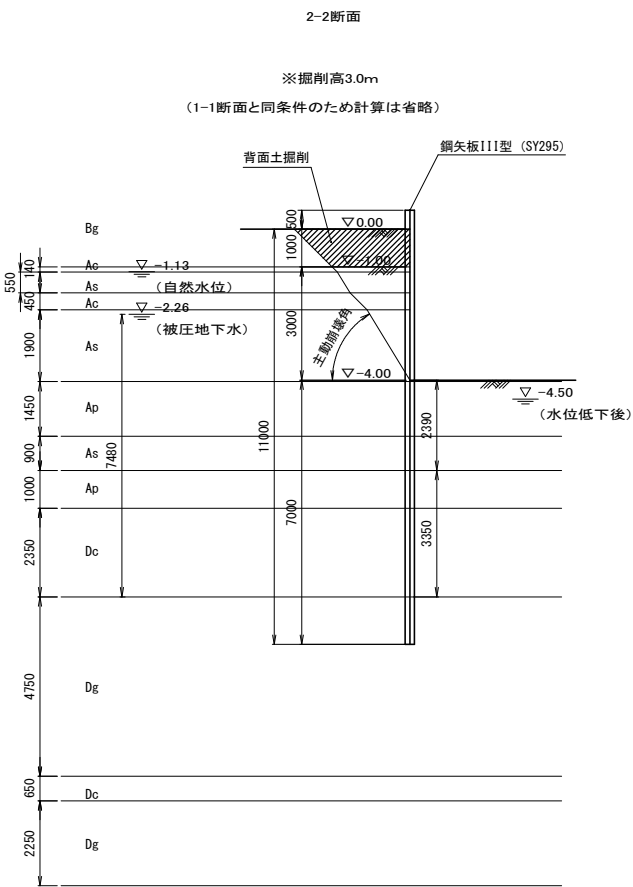 2-2断面
※掘削高3.0m
(1-1断面と同条件のため計算は省略)
鋼矢板III型 (SY295)
背面土掘削
500
▽0.00
Bg
1000
140
Ac
▽-1.13
▽-1.00
550
As
(自然水位)
450
Ac
▽-2.26
3000
(被圧地下水)
主動崩壊角
1900
As
▽-4.00
▽-4.50
(水位低下後)
1450
Ap
2390
11000
900
As
7480
1000
Ap
7000
3350
2350
Dc
4750
Dg
650
Dc
2250
Dg